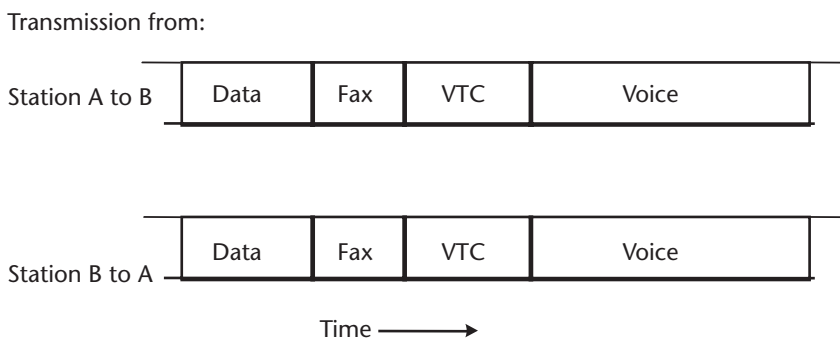 Transmission from:
Station A to B
Data Fax VTC Voice
Station B to A
Data Fax VTC Voice
Time